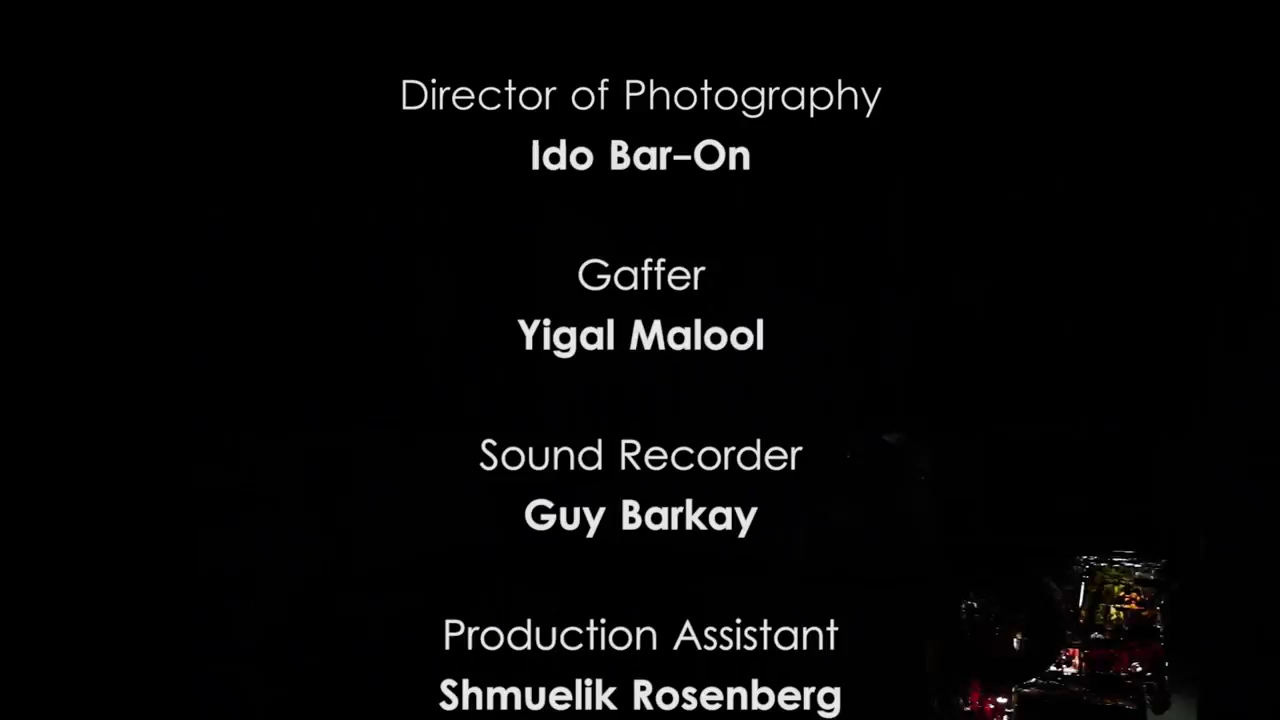 Director of Photography
Ido Bar-On
Gaffer
Yigal Malool
Sound Recorder
Guy Barkay
Production Assistant
Shmuelik Rosenberg